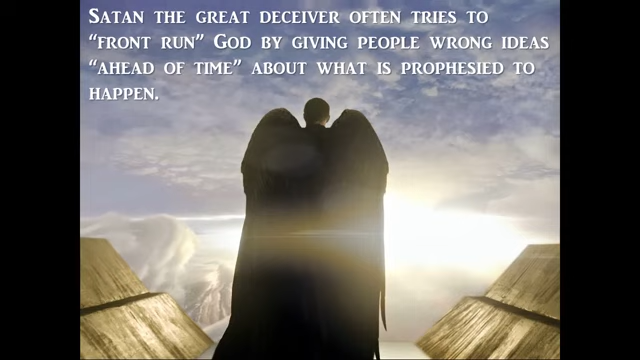 Satan the great deceiver often tries to
“front run” God by giving people wrong ideas
“ahead of time” about what is prophesied to
happen.